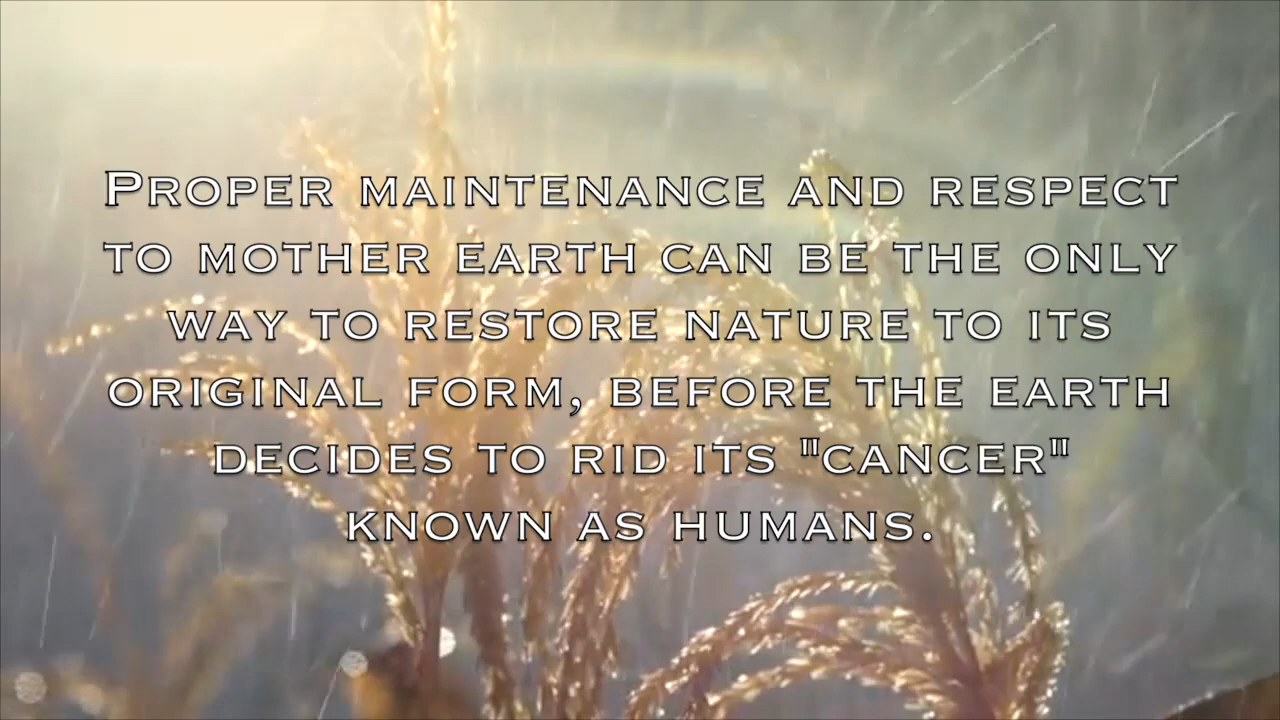 Proper maintenance and respect
to mother earth can be the only
way to restore nature to its
original form, before the earth
decides to rid its "cancer"
known as humans.